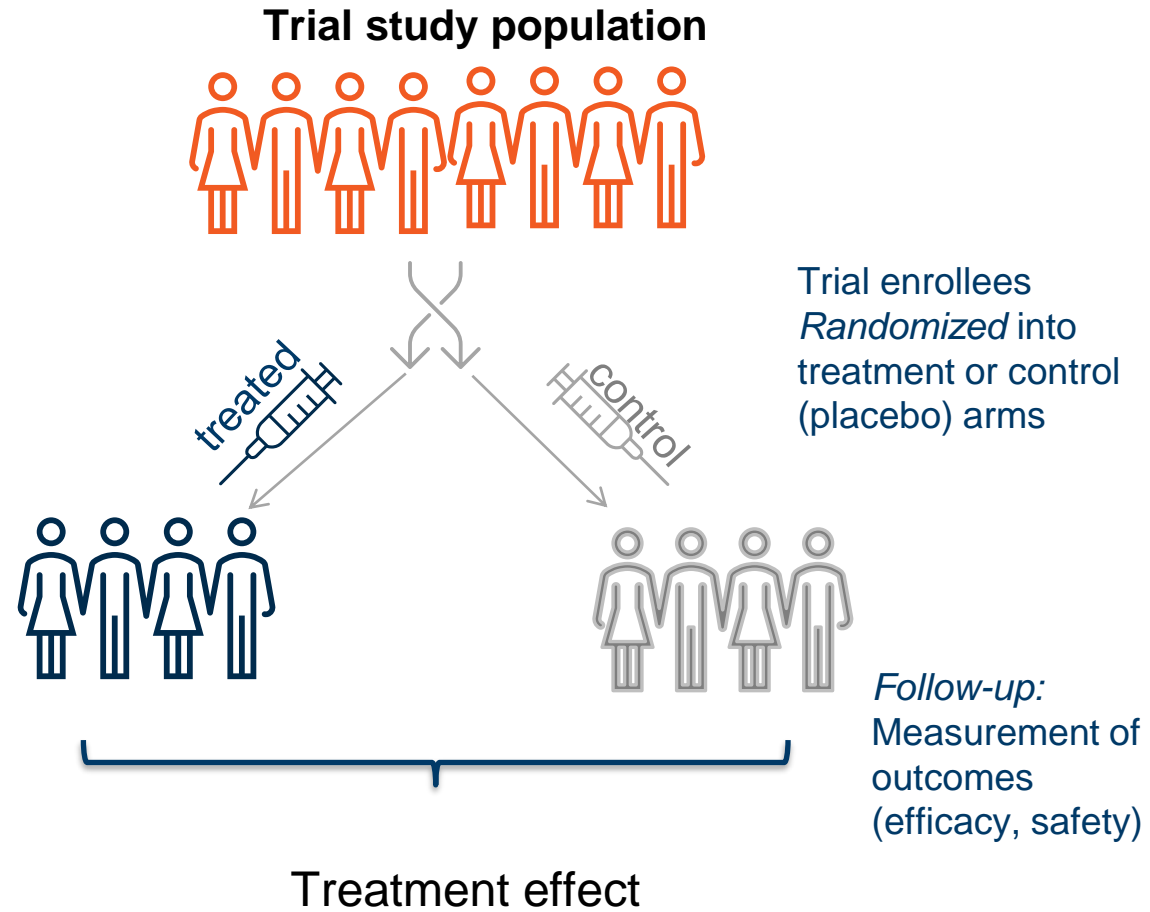 Trial study population
Trial enrollees
Randomized into
treatment or control
(placebo) arms
treated
control
Follow-up:
Measurement of
outcomes
(efficacy, safety)
Treatment effect